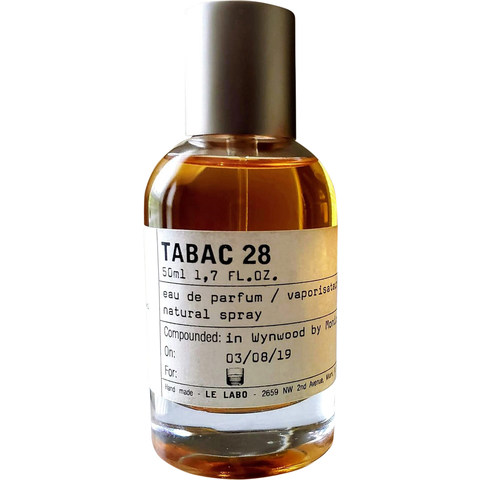 TABAC 28
50ml 1,7 FL.OZ.
eau de parfum / vaporisat
natural spray
Compounded: in Wynwood by
On: 03/08/19
For:
Hand made - LE LABO - 2659 NW 2nd Avenue,